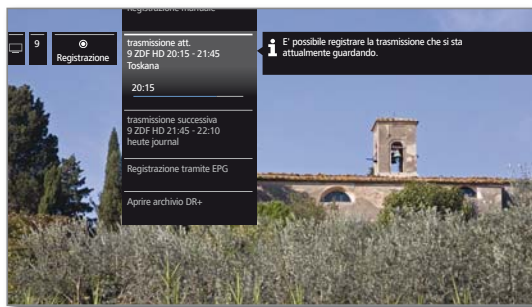 Registrazione manuale
9
Registrazione
trasmissione att.
9 ZDF HD 20:15 - 21:45
Toskana
20:15
E' possibile registrare la trasmissione che si sta
attualmente guardando.
trasmissione successiva
9 ZDF HD 21:45 - 22:10
heute journal
Registrazione tramite EPG
Aprire archivio DR+